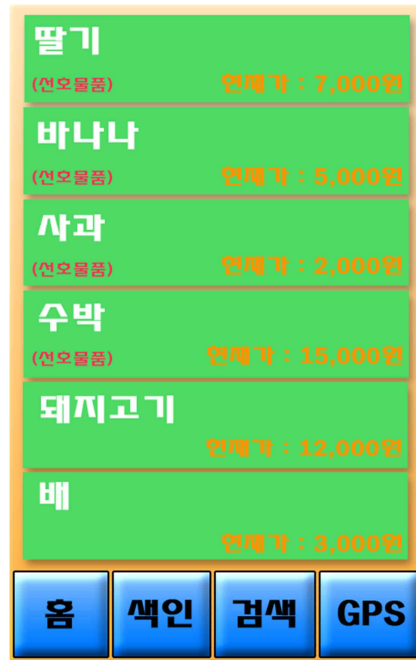 딸기
(선호물품) 현재가 : 7,000원
바나나
(선호물품) 현재가 : 5,000원
사과
(선호물품) 현재가 : 2,000원
수박
(선호물품) 현재가 : 15,000원
돼지고기
현재가 : 12,000원
배
현재가 : 3,000원
홈 색인 검색 GPS